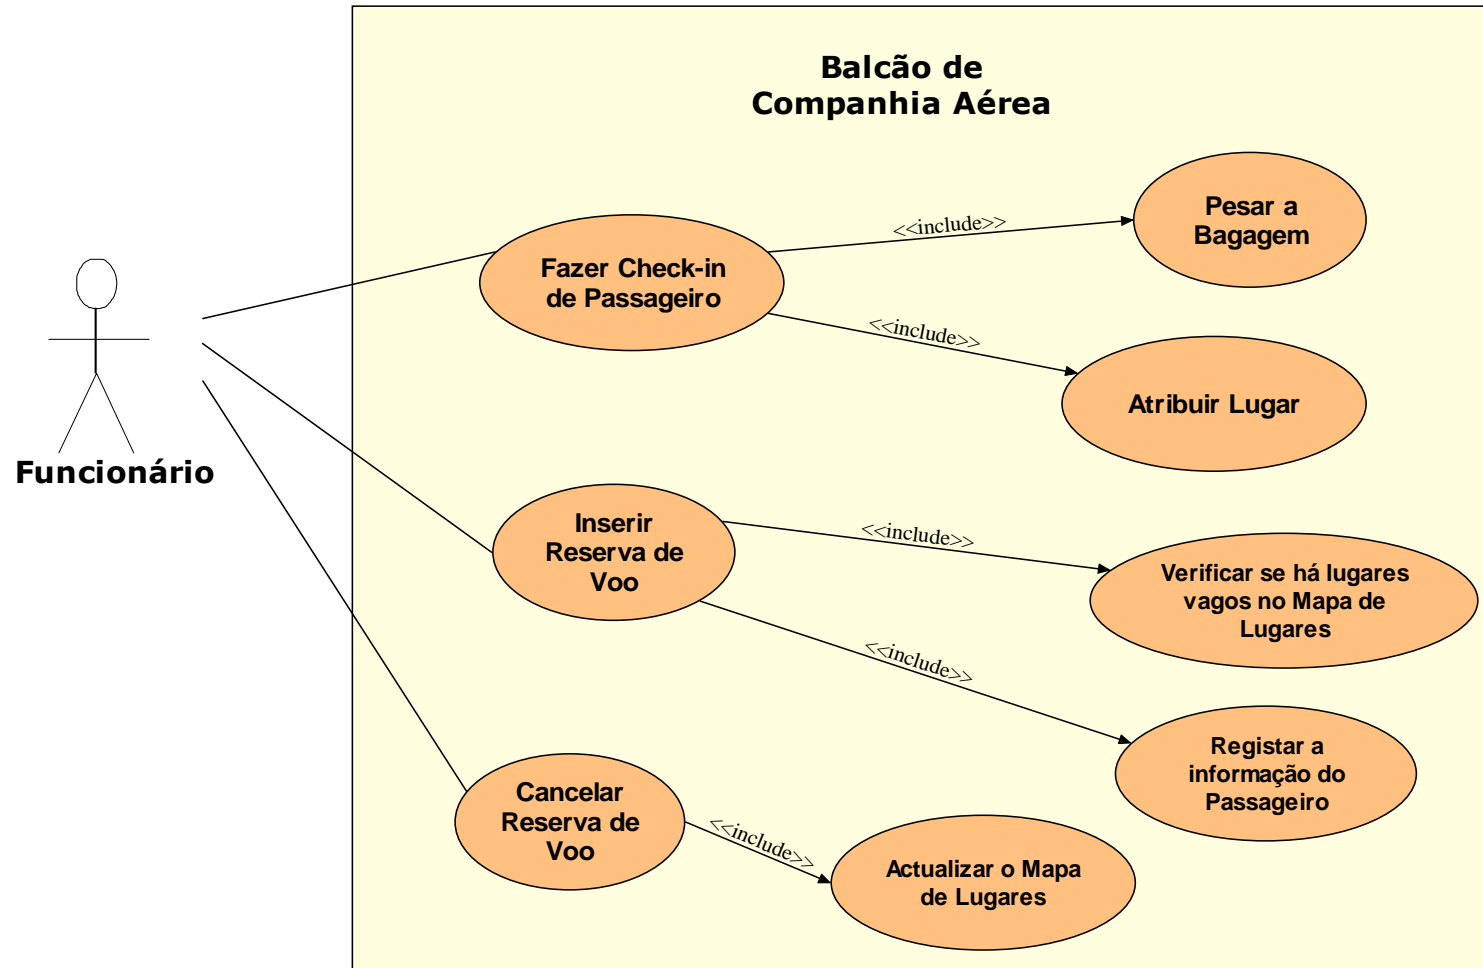 Balcão de
Companhia Aérea
Pesar a
Bagagem
<<include>>
Fazer Check-in
de Passageiro
<<include>>
Atribuir Lugar
Funcionário
Inserir
Reserva de
Voo
<<include>>
Verificar se há lugares
vagos no Mapa de
Lugares
<<include>>
Registar a
informação do
Passageiro
Cancelar
Reserva de
Voo
<<include>>
Actualizar o Mapa
de Lugares